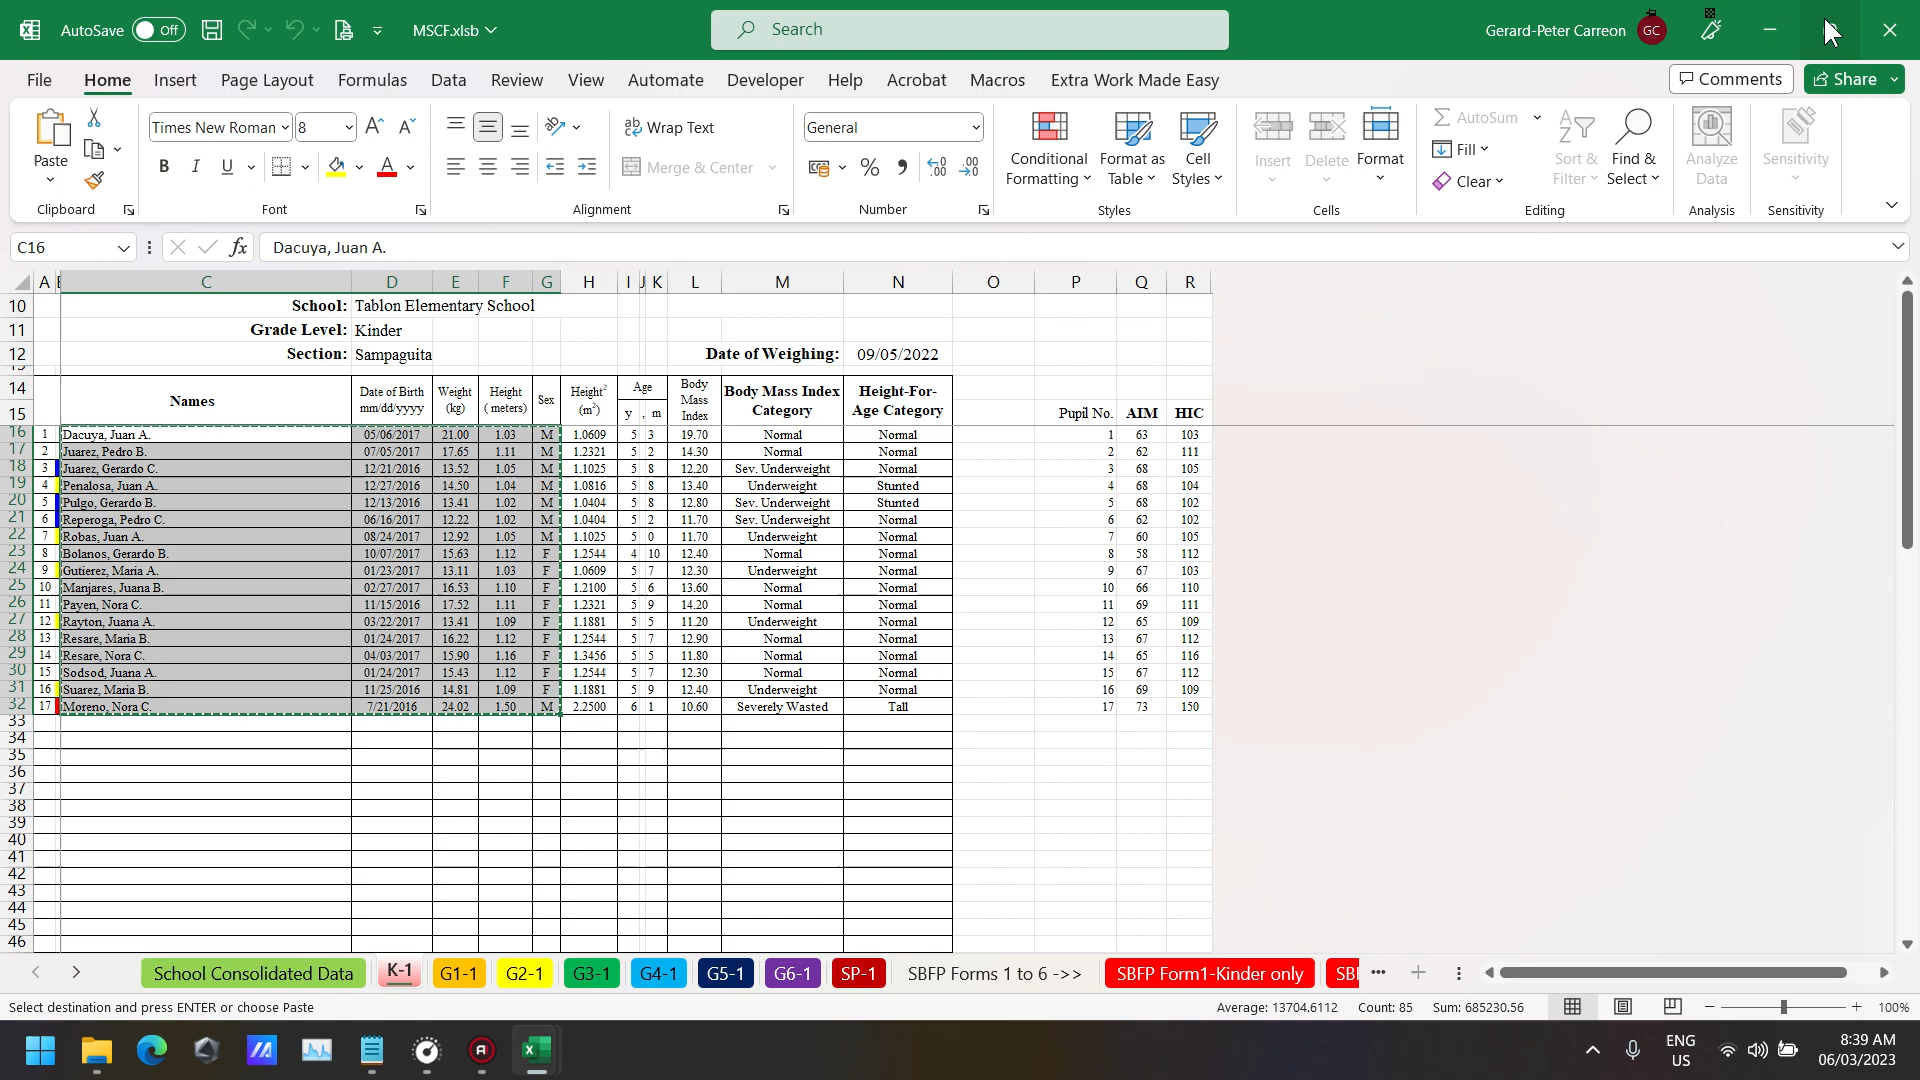 AutoSave Off MSCF.xlsb Search Gerard-Peter Carreon GC
File Home Insert Page Layout Formulas Data Review View Automate Developer Help Acrobat Macros Extra Work Made Easy Comments Share
Paste Times New Roman 8 Wrap Text General AutoSum
B I U Merge & Center Conditional Formatting Format as Table Cell Styles Insert Delete Format Fill Clear Sort & Filter Find & Select Analyze Data Sensitivity
Clipboard Font Alignment Number Styles Cells Editing Analysis Sensitivity
C16 fx Dacuya, Juan A.
A C D E F G H I J K L M N O P Q R
10 School: Tablon Elementary School
11 Grade Level: Kinder
12 Section: Sampaguita Date of Weighing: 09/05/2022
14 Names Date of Birth mm/dd/yyyy Weight (kg) Height ( meters) Sex Height2 (m2) Age Body Mass Index Body Mass Index Category Height-For-Age Category
15 y , m Pupil No. AIM HIC
16 1 Dacuya, Juan A. 05/06/2017 21.00 1.03 M 1.0609 5 3 19.70 Normal Normal 1 63 103
17 2 Juarez, Pedro B. 07/05/2017 17.65 1.11 M 1.2321 5 2 14.30 Normal Normal 2 62 111
18 3 Juarez, Gerardo C. 12/21/2016 13.52 1.05 M 1.1025 5 8 12.20 Sev. Underweight Normal 3 68 105
19 4 Penalosa, Juan A. 12/27/2016 14.50 1.04 M 1.0816 5 8 13.40 Underweight Stunted 4 68 104
20 5 Pulgo, Gerardo B. 12/13/2016 13.41 1.02 M 1.0404 5 8 12.80 Sev. Underweight Stunted 5 68 102
21 6 Reperoga, Pedro C. 06/16/2017 12.22 1.02 M 1.0404 5 2 11.70 Sev. Underweight Normal 6 62 102
22 7 Robas, Juan A. 08/24/2017 12.92 1.05 M 1.1025 5 0 11.70 Underweight Normal 7 60 105
23 8 Bolanos, Gerardo B. 10/07/2017 15.63 1.12 F 1.2544 4 10 12.40 Normal Normal 8 58 112
24 9 Gutierez, Maria A. 01/23/2017 13.11 1.03 F 1.0609 5 7 12.30 Underweight Normal 9 67 103
25 10 Manjares, Juana B. 02/27/2017 16.53 1.10 F 1.2100 5 6 13.60 Normal Normal 10 66 110
26 11 Payen, Nora C. 11/15/2016 17.52 1.11 F 1.2321 5 9 14.20 Normal Normal 11 69 111
27 12 Rayton, Juana A. 03/22/2017 13.41 1.09 F 1.1881 5 5 11.20 Underweight Normal 12 65 109
28 13 Resare, Maria B. 01/24/2017 16.22 1.12 F 1.2544 5 7 12.90 Normal Normal 13 67 112
29 14 Resare, Nora C. 04/03/2017 15.90 1.16 F 1.3456 5 5 11.80 Normal Normal 14 65 116
30 15 Sodsod, Juana A. 01/24/2017 15.43 1.12 F 1.2544 5 7 12.30 Normal Normal 15 67 112
31 16 Suarez, Maria B. 11/25/2016 14.81 1.09 F 1.1881 5 9 12.40 Underweight Normal 16 69 109
32 17 Moreno, Nora C. 7/21/2016 24.02 1.50 M 2.2500 6 1 10.60 Severely Wasted Tall 17 73 150
33
34
35
36
37
38
39
40
41
42
43
44
45
46
School Consolidated Data K-1 G1-1 G2-1 G3-1 G4-1 G5-1 G6-1 SP-1 SBFP Forms 1 to 6 ->> SBFP Form1-Kinder only
Select destination and press ENTER or choose Paste Average: 13704.6112 Count: 85 Sum: 685230.56 100%
ENG US 8:39 AM
06/03/2023